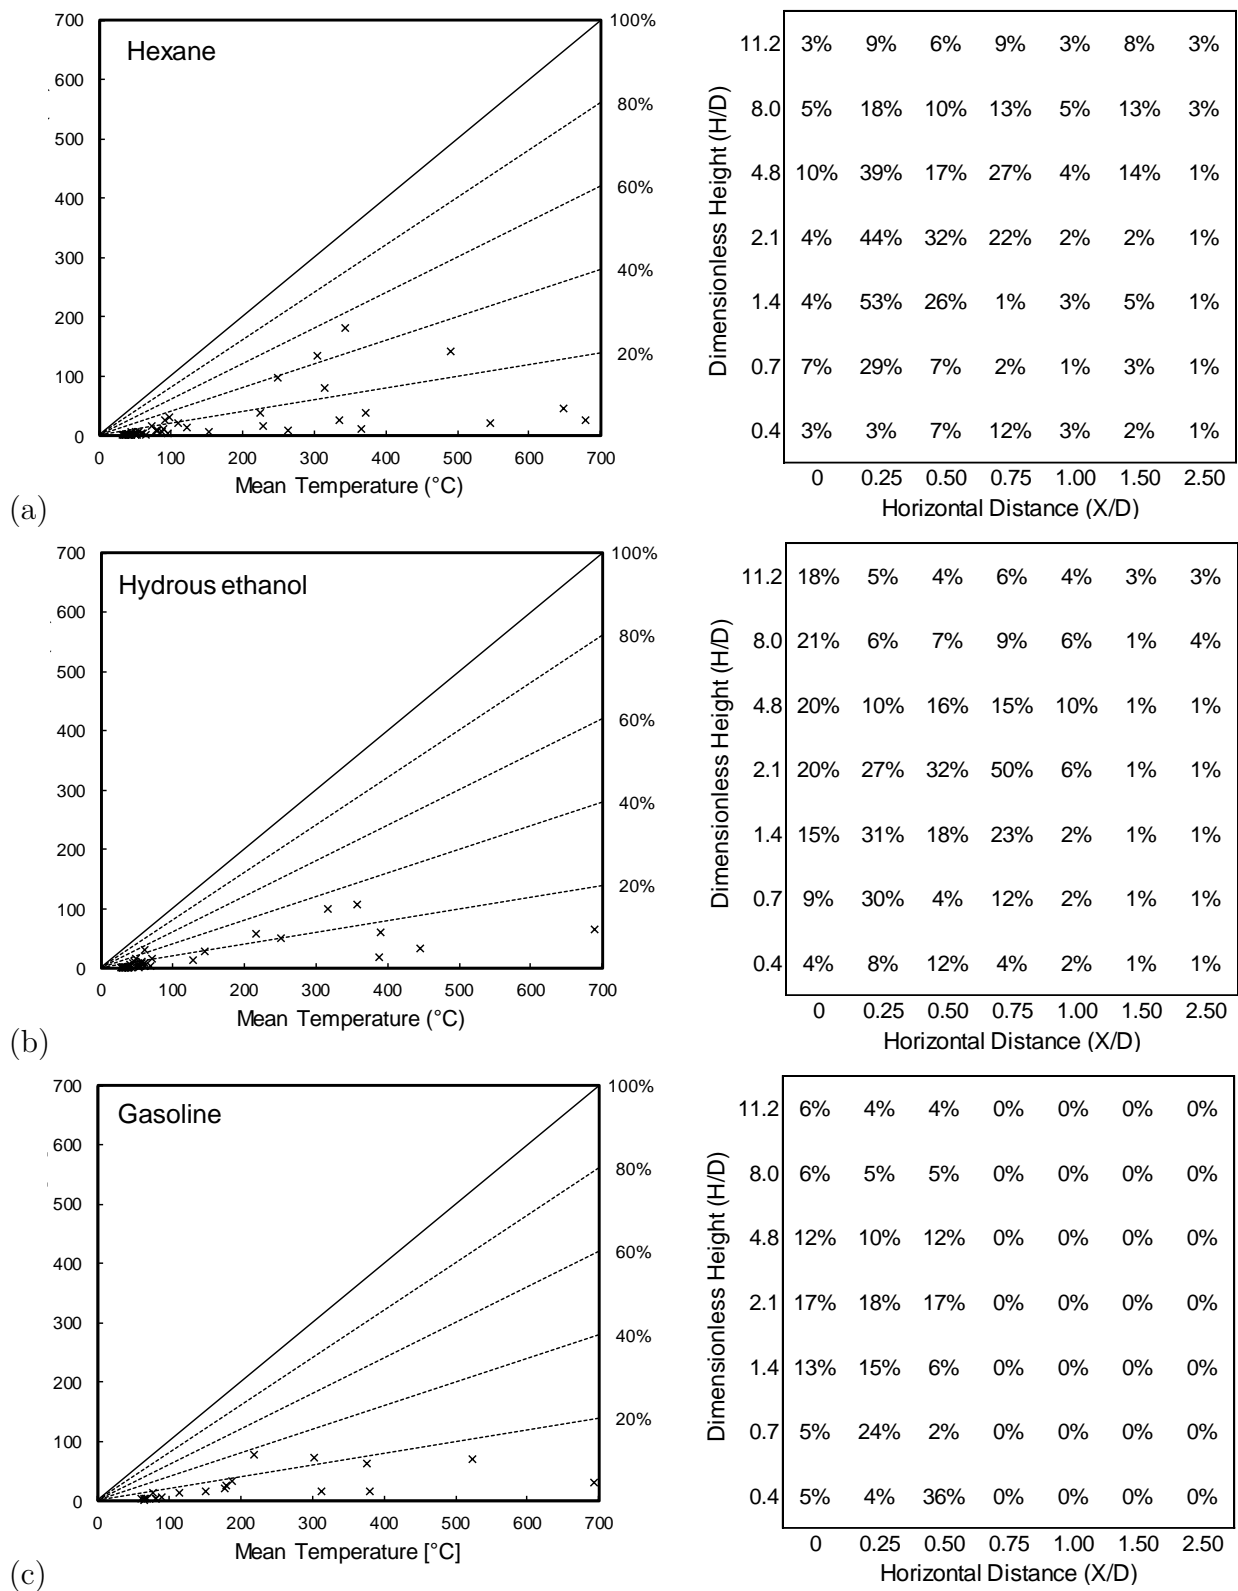 700
100%
Hexane
600
80%
500
60%
400
300
40%
200
20%
100
0
0 100 200 300 400 500 600 700
Mean Temperature (°C)
Dimensionless Height (H/D)
11.2 3% 9% 6% 9% 3% 8% 3%
8.0 5% 18% 10% 13% 5% 13% 3%
4.8 10% 39% 17% 27% 4% 14% 1%
2.1 4% 44% 32% 22% 2% 2% 1%
1.4 4% 53% 26% 1% 3% 5% 1%
0.7 7% 29% 7% 2% 1% 3% 1%
0.4 3% 3% 7% 12% 3% 2% 1%
0 0.25 0.50 0.75 1.00 1.50 2.50
Horizontal Distance (X/D)
(a)
700
100%
Hydrous ethanol
600
80%
500
60%
400
300
40%
200
20%
100
0
0 100 200 300 400 500 600 700
Mean Temperature (°C)
Dimensionless Height (H/D)
11.2 18% 5% 4% 6% 4% 3% 3%
8.0 21% 6% 7% 9% 6% 1% 4%
4.8 20% 10% 16% 15% 10% 1% 1%
2.1 20% 27% 32% 50% 6% 1% 1%
1.4 15% 31% 18% 23% 2% 1% 1%
0.7 9% 30% 4% 12% 2% 1% 1%
0.4 4% 8% 12% 4% 2% 1% 1%
0 0.25 0.50 0.75 1.00 1.50 2.50
Horizontal Distance (X/D)
(b)
700
100%
Gasoline
600
80%
500
60%
400
300
40%
200
20%
100
0
0 100 200 300 400 500 600 700
Mean Temperature [°C]
Dimensionless Height (H/D)
11.2 6% 4% 4% 0% 0% 0% 0%
8.0 6% 5% 5% 0% 0% 0% 0%
4.8 12% 10% 12% 0% 0% 0% 0%
2.1 17% 18% 17% 0% 0% 0% 0%
1.4 13% 15% 6% 0% 0% 0% 0%
0.7 5% 24% 2% 0% 0% 0% 0%
0.4 5% 4% 36% 0% 0% 0% 0%
0 0.25 0.50 0.75 1.00 1.50 2.50
Horizontal Distance (X/D)
(c)